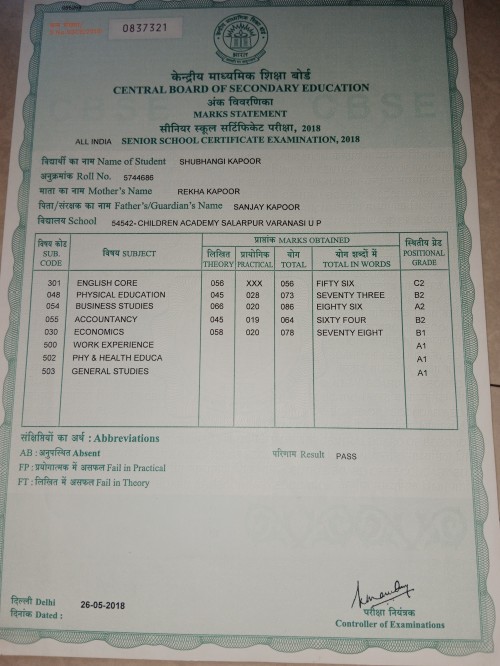 0837321
केन्द्रीय माध्यमिक शिक्षा बोर्ड
CENTRAL BOARD OF SECONDARY EDUCATION
अंक विवरणिका
MARKS STATEMENT
सीनियर स्कूल सर्टिफिकेट परीक्षा, 2018
ALL INDIA SENIOR SCHOOL CERTIFICATE EXAMINATION, 2018
विद्यार्थी का नाम Name of Student SHUBHANGI KAPOOR
अनुक्रमांक Roll No. 5744686
माता का नाम Mother's Name REKHA KAPOOR
पिता/संरक्षक का नाम Father's/Guardian's Name SANJAY KAPOOR
विद्यालय School 54542-CHILDREN ACADEMY SALARPUR VARANASI U P
विषय कोड SUB. CODE विषय SUBJECT प्राप्तांक MARKS OBTAINED स्थितीय ग्रेड POSITIONAL GRADE
लिखित THEORY प्रायोगिक PRACTICAL योग TOTAL योग शब्दों में TOTAL IN WORDS
301 ENGLISH CORE 056 XXX 056 FIFTY SIX C2
048 PHYSICAL EDUCATION 045 028 073 SEVENTY THREE B2
054 BUSINESS STUDIES 066 020 086 EIGHTY SIX A2
055 ACCOUNTANCY 045 019 064 SIXTY FOUR B2
030 ECONOMICS 058 020 078 SEVENTY EIGHT B1
500 WORK EXPERIENCE A1
502 PHY & HEALTH EDUCA A1
503 GENERAL STUDIES A1
संक्षितियों का अर्थ : Abbreviations
AB : अनुपस्थित Absent परिणाम Result PASS
FP : प्रयोगात्मक में असफल Fail in Practical
FT : लिखित में असफल Fail in Theory
दिल्ली Delhi
दिनांक Dated : 26-05-2018
परीक्षा नियंत्रक
Controller of Examinations